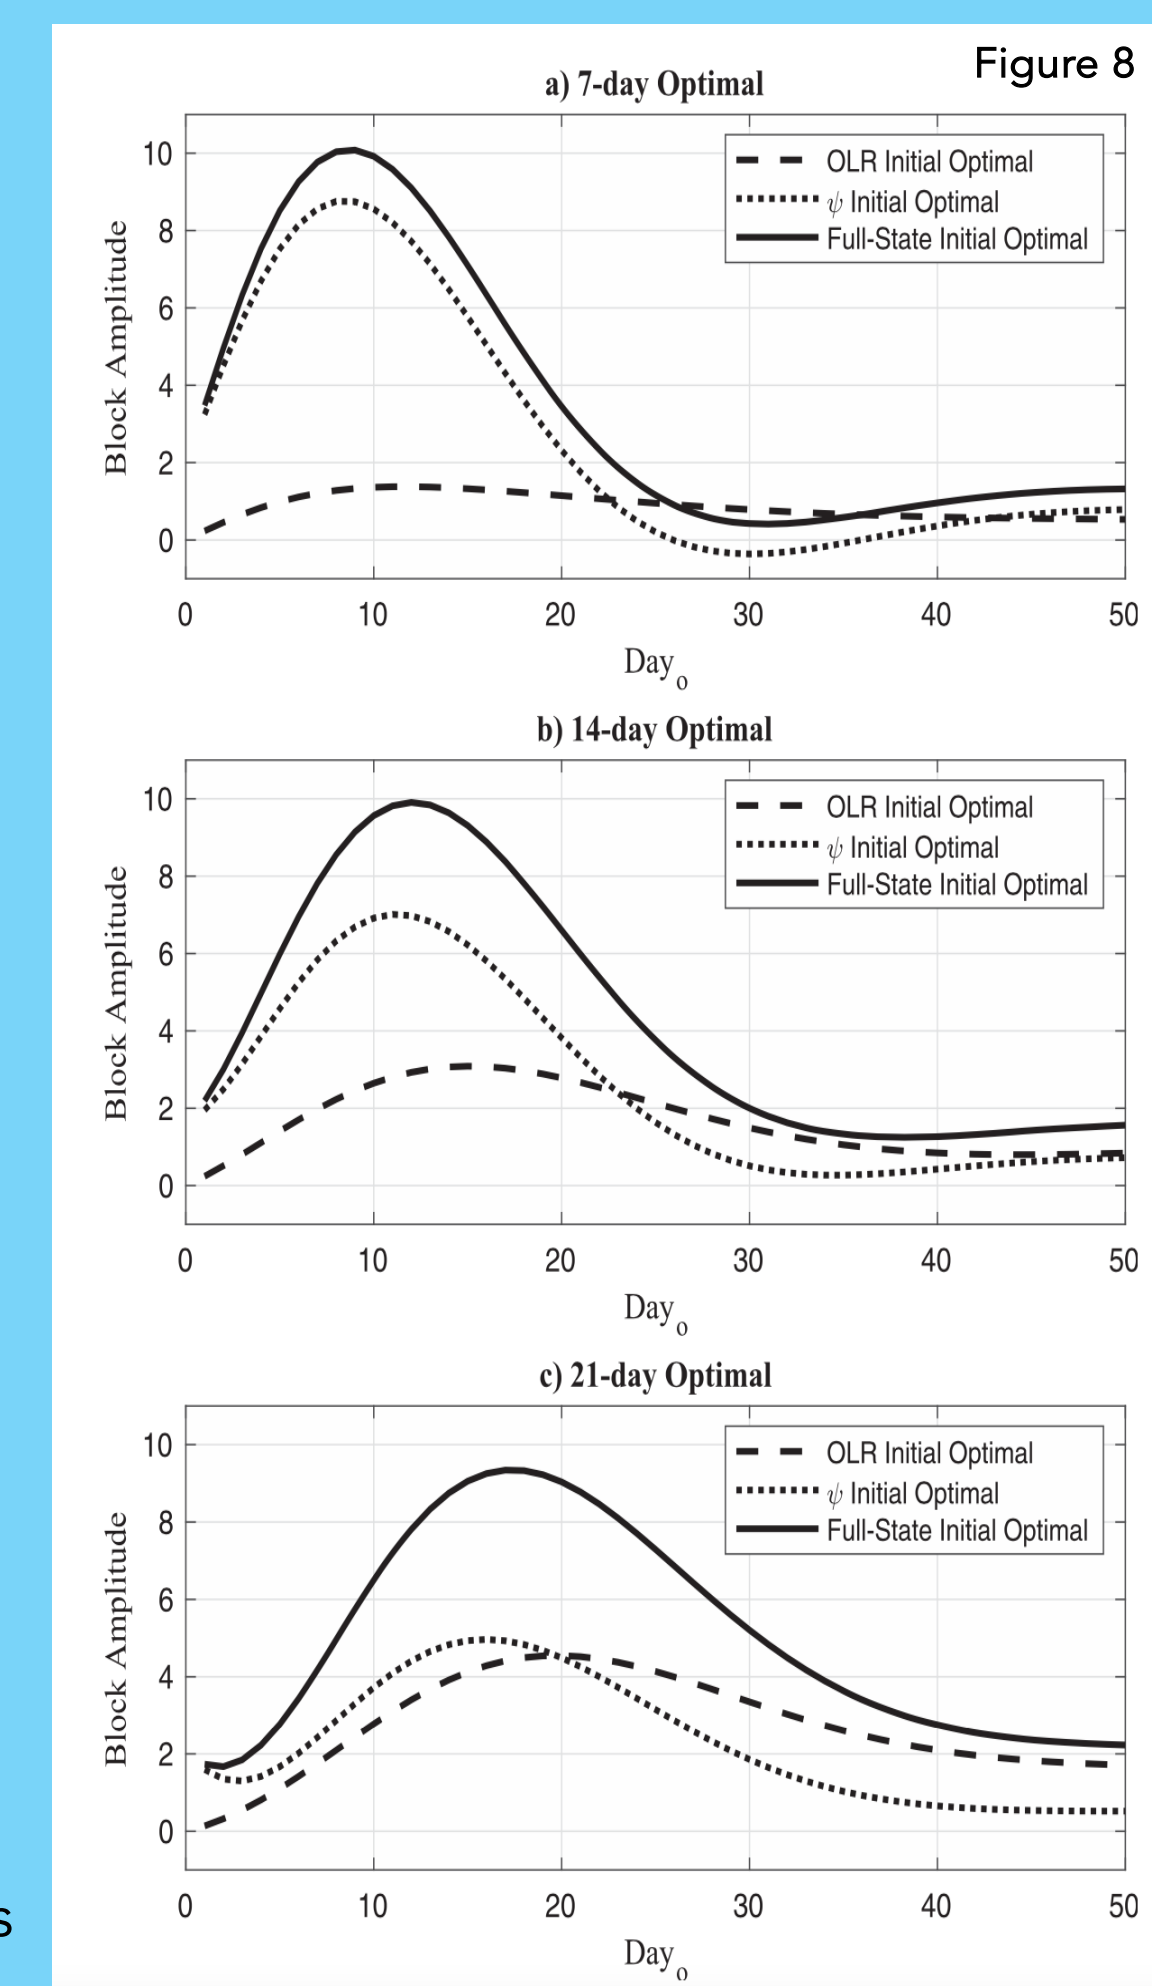 Figure 8
a) 7-day Optimal
OLR Initial Optimal
ψ Initial Optimal
Full-State Initial Optimal
Block Amplitude
10
8
6
4
2
0
0 10 20 30 40 50
Day₀
b) 14-day Optimal
OLR Initial Optimal
ψ Initial Optimal
Full-State Initial Optimal
Block Amplitude
10
8
6
4
2
0
0 10 20 30 40 50
Day₀
c) 21-day Optimal
OLR Initial Optimal
ψ Initial Optimal
Full-State Initial Optimal
Block Amplitude
10
8
6
4
2
0
0 10 20 30 40 50
s
Day₀